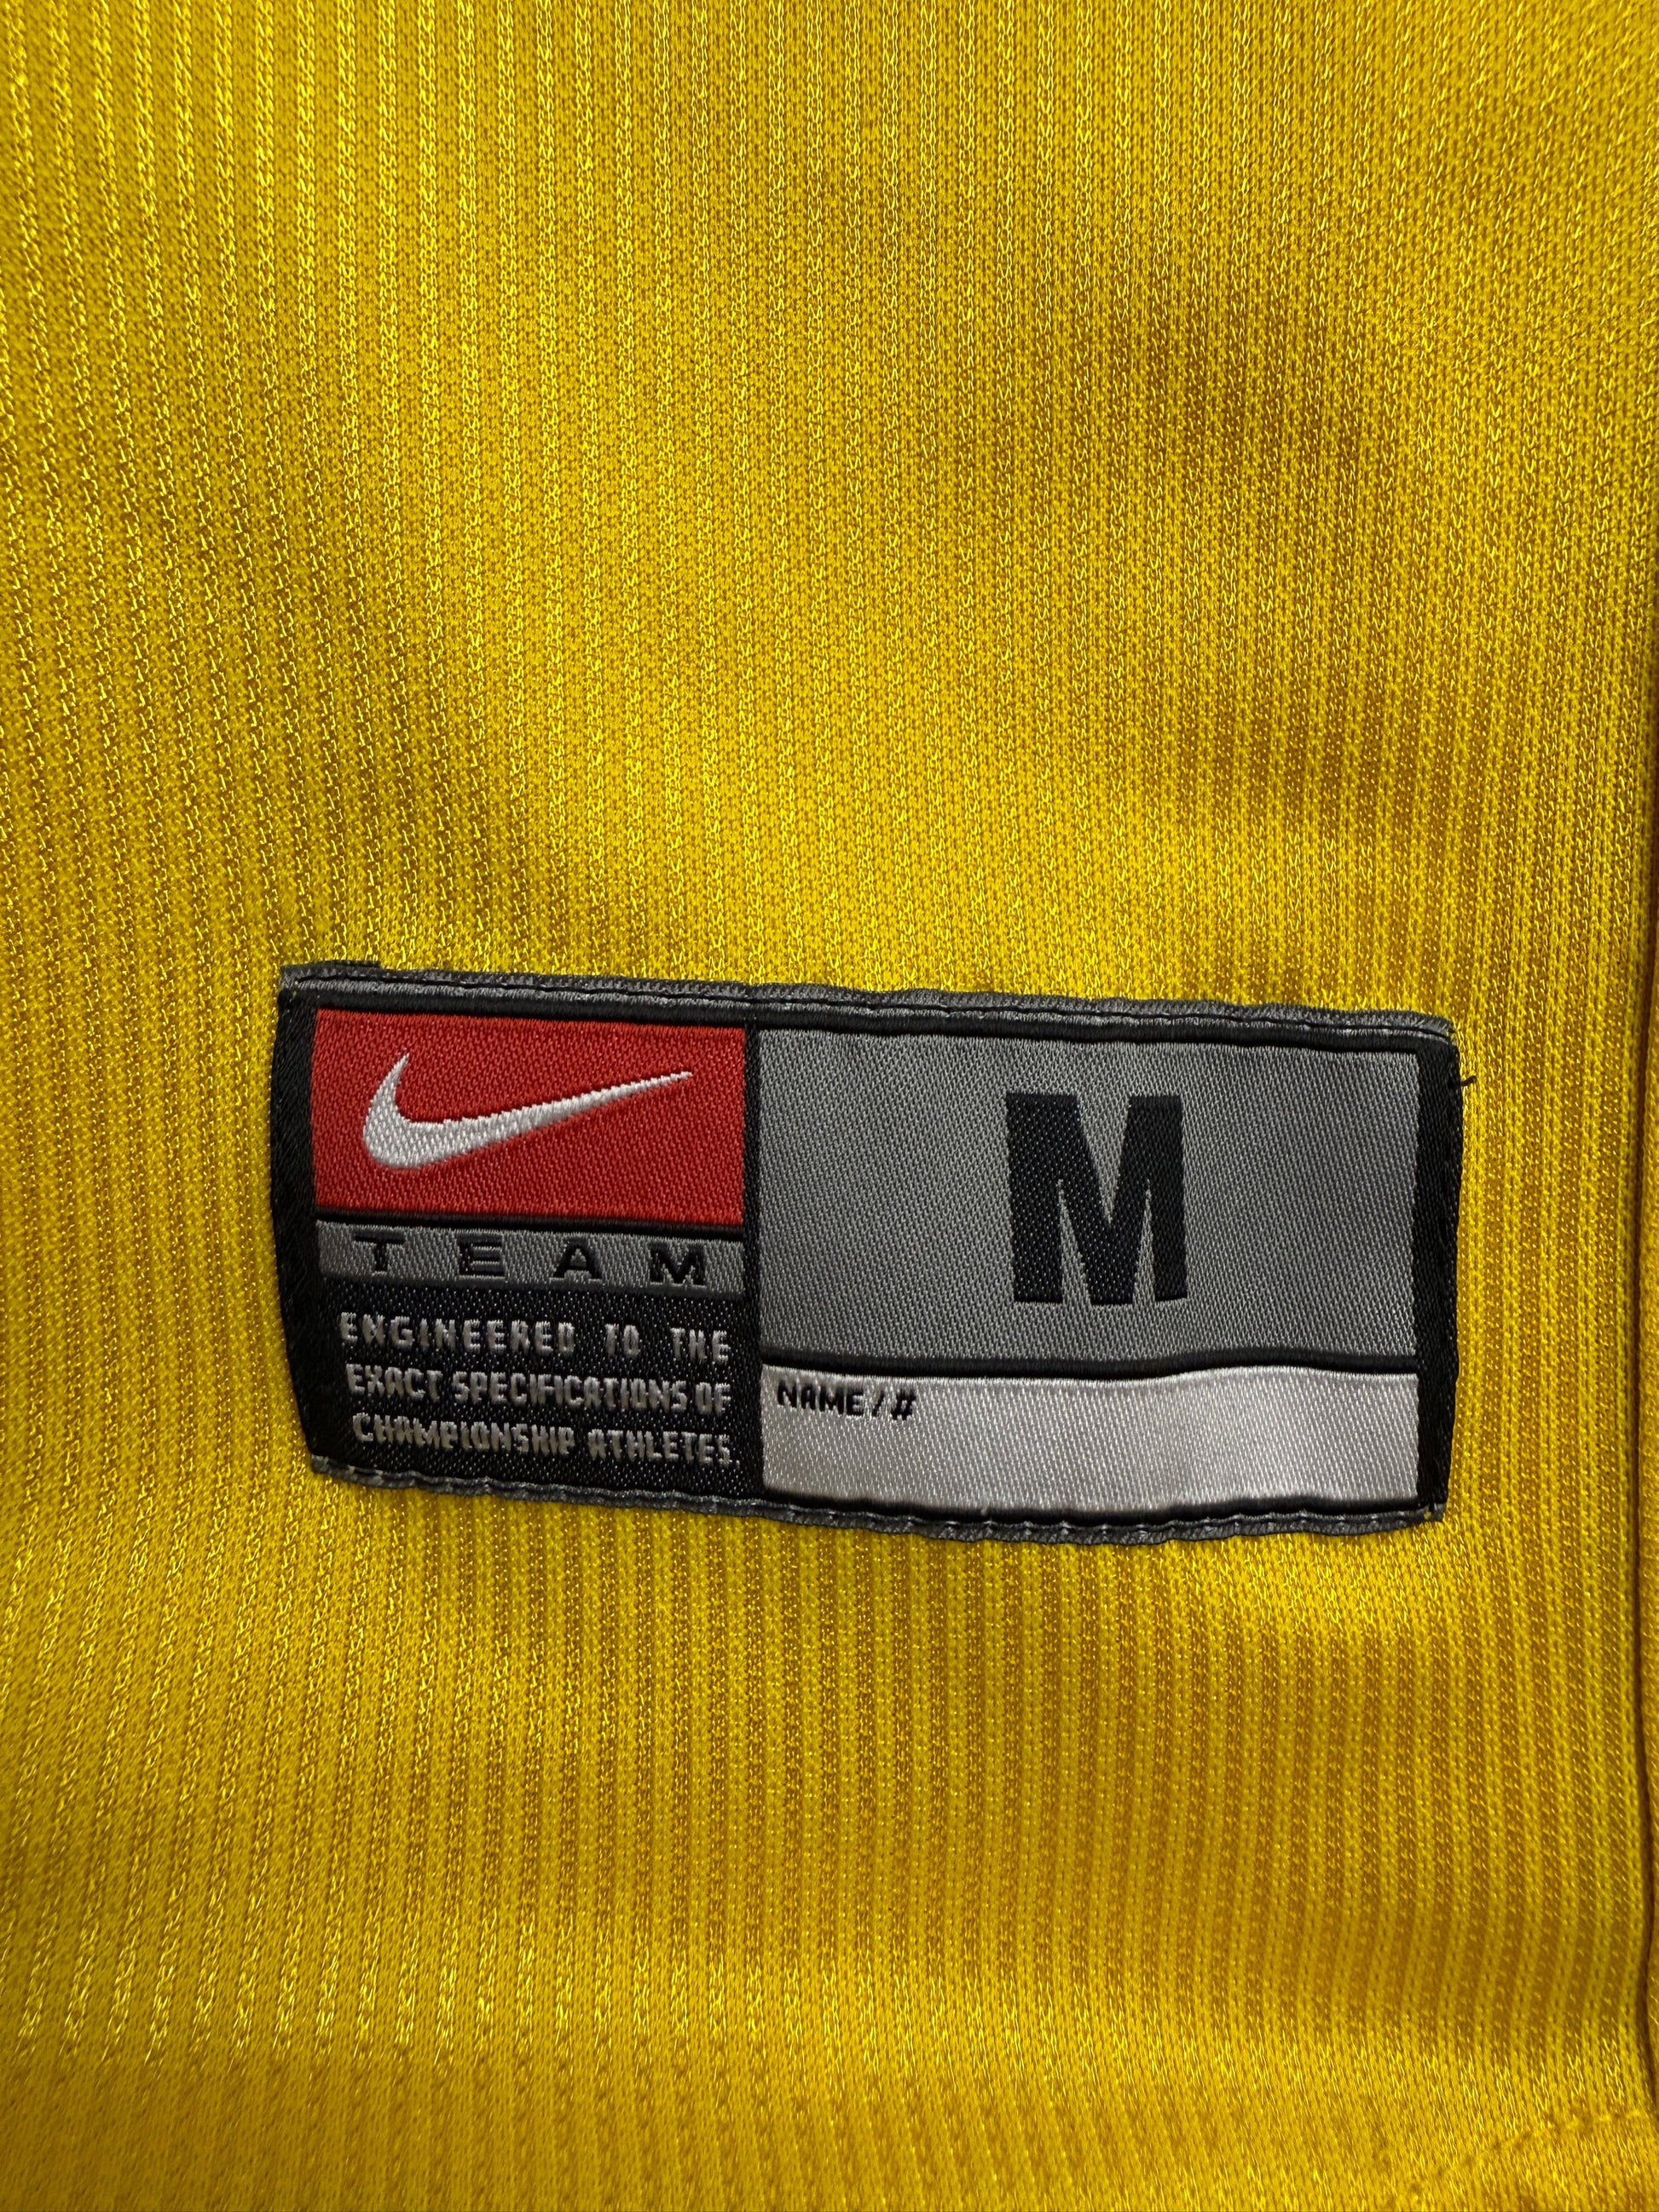 TEAM
ENGINEERED TO THE
EXACT SPECIFICATIONS OF
CHAMPIONSHIP ATHLETES.
M
NAME / #